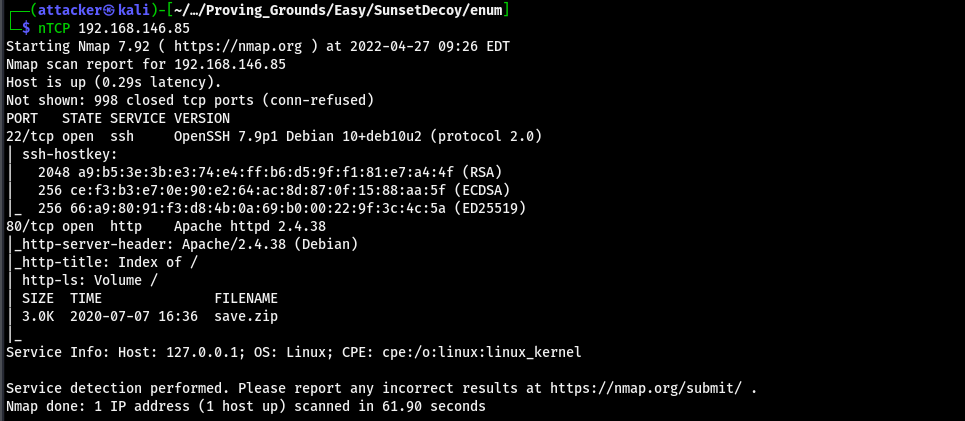 ┌──(attacker㉿kali)-[~/…/Proving_Grounds/Easy/SunsetDecoy/enum]
└─$ nTCP 192.168.146.85
Starting Nmap 7.92 ( https://nmap.org ) at 2022-04-27 09:26 EDT
Nmap scan report for 192.168.146.85
Host is up (0.29s latency).
Not shown: 998 closed tcp ports (conn-refused)
PORT   STATE SERVICE VERSION
22/tcp open  ssh     OpenSSH 7.9p1 Debian 10+deb10u2 (protocol 2.0)
| ssh-hostkey:
|   2048 a9:b5:3e:3b:e3:74:e4:ff:b6:d5:9f:f1:81:e7:a4:4f (RSA)
|   256 ce:f3:b3:e7:0e:90:e2:64:ac:8d:87:0f:15:88:aa:5f (ECDSA)
|_  256 66:a9:80:91:f3:d8:4b:0a:69:b0:00:22:9f:3c:4c:5a (ED25519)
80/tcp open  http    Apache httpd 2.4.38
|_http-server-header: Apache/2.4.38 (Debian)
|_http-title: Index of /
| http-ls: Volume /
| SIZE  TIME              FILENAME
| 3.0K  2020-07-07 16:36  save.zip
|_
Service Info: Host: 127.0.0.1; OS: Linux; CPE: cpe:/o:linux:linux_kernel
Service detection performed. Please report any incorrect results at https://nmap.org/submit/ .
Nmap done: 1 IP address (1 host up) scanned in 61.90 seconds